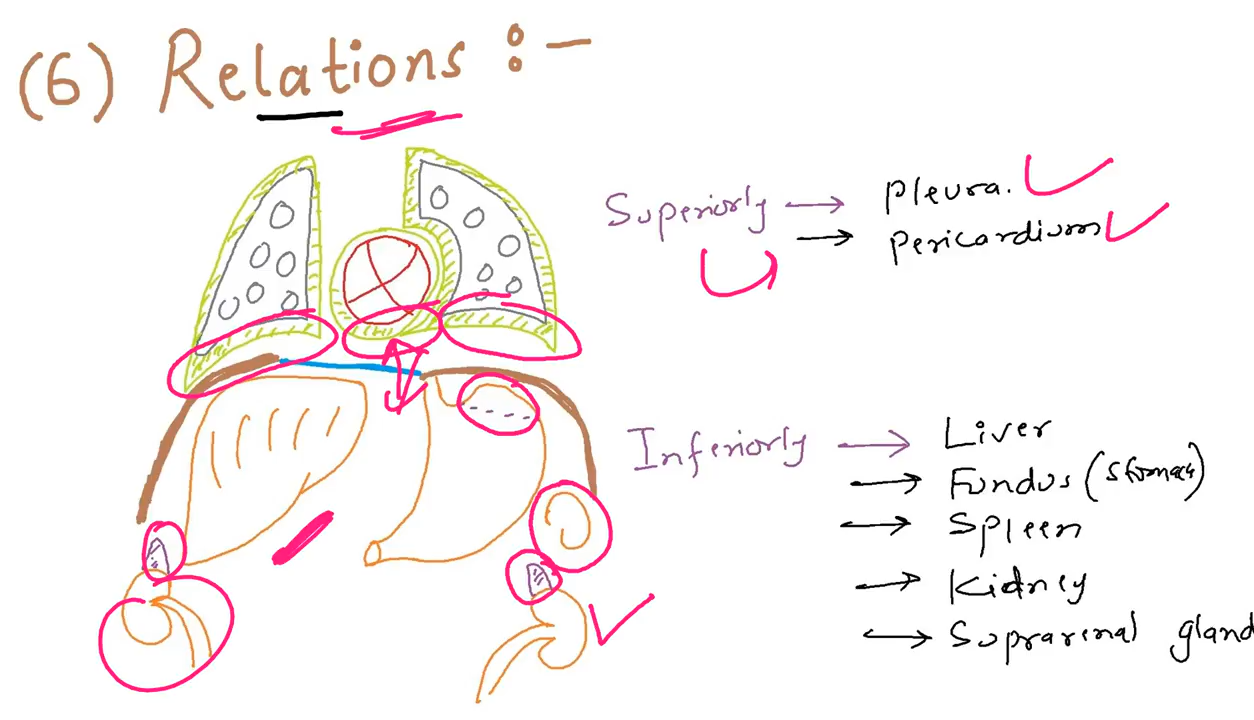 (6) Relations :-
Superiorly → Pleura.
→ Pericardium
Inferiorly → Liver
→ Fundus (stomach)
→ Spleen
→ Kidney
→ Suprarenal gland